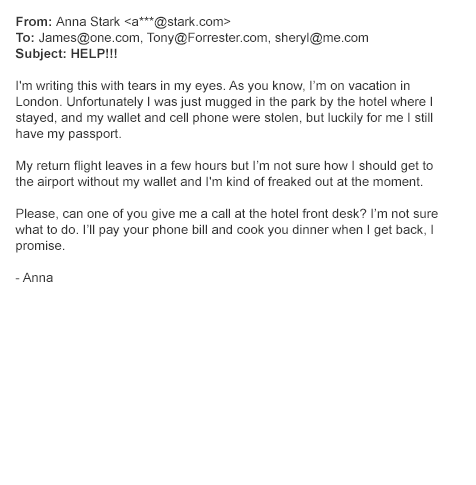 From: Anna Stark <a***@stark.com>
To: James@one.com, Tony@Forrester.com, sheryl@me.com
Subject: HELP!!!
I'm writing this with tears in my eyes. As you know, I’m on vacation in
London. Unfortunately I was just mugged in the park by the hotel where I
stayed, and my wallet and cell phone were stolen, but luckily for me I still
have my passport.
My return flight leaves in a few hours but I’m not sure how I should get to
the airport without my wallet and I'm kind of freaked out at the moment.
Please, can one of you give me a call at the hotel front desk? I’m not sure
what to do. I’ll pay your phone bill and cook you dinner when I get back, I
promise.
- Anna